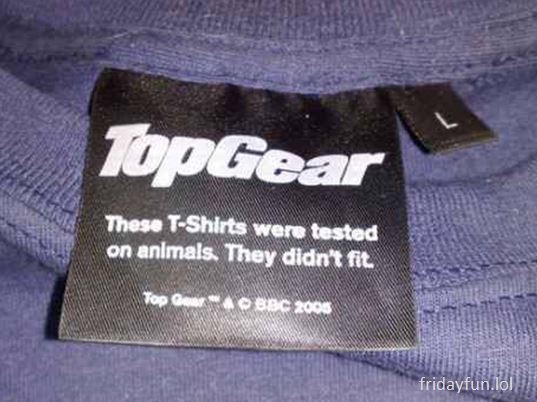 TopGear
L
These T-Shirts were tested
on animals. They didn't fit.
Top Gear ™ & © BBC 2005
fridayfun.lol